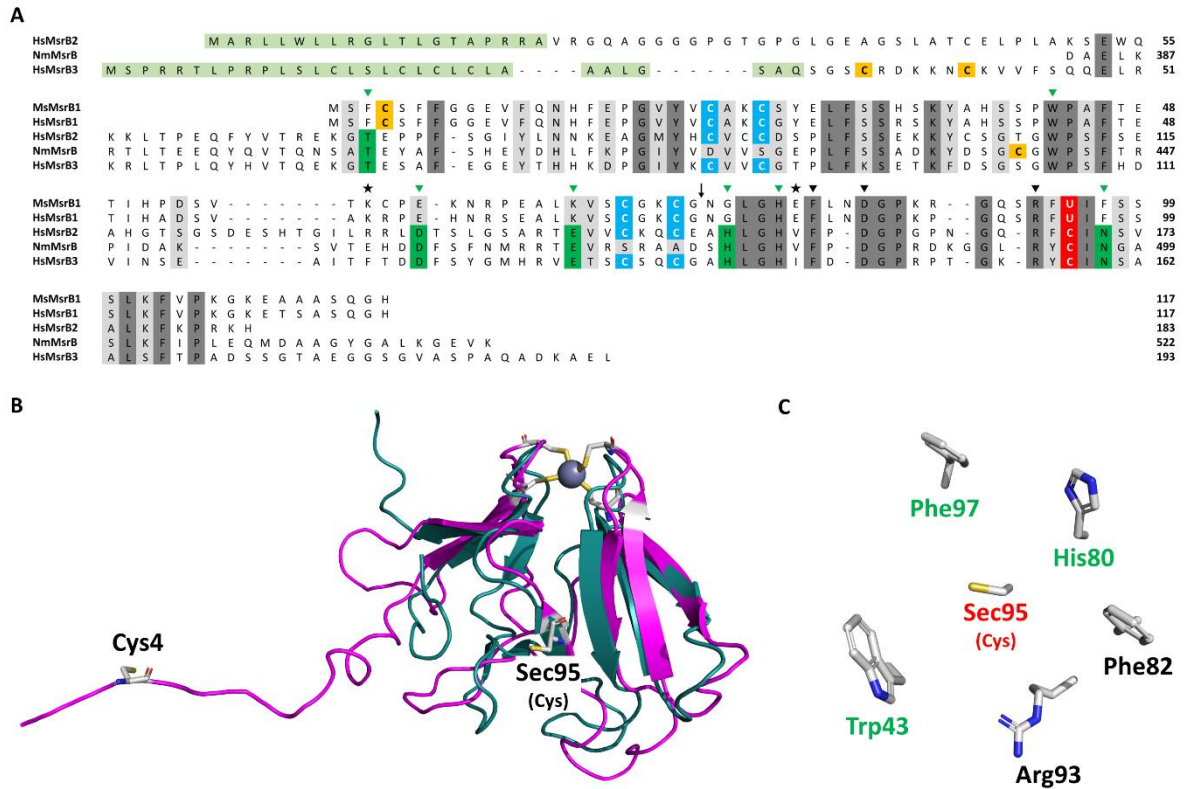 A
HsMsrB2 M A R L L W L L R G L T L G T A P R R A V R G Q A G G G G P G T G P G L G E A G S L A T C E L P L A K S E W Q 55
NmMsrB D A E L K 387
HsMsrB3 M S P R R T L P R P L S L C L S L C L C L C L A - - - - - A A L G - - - - - S A Q S G S C R D K K N C K V V F S Q Q E L R 51
MsMsrB1 M S F C S F F G G E V F Q N H F E P G V Y V C A K C S Y E L F S S H S K Y A H S S P W P A F T E 48
HsMsrB1 M S F C S F F G G E V F Q N H F E P G V Y V C A K C G Y E L F S S R S K Y A H S S P W P A F T E 48
HsMsrB2 K K L T P E Q F Y V T R E K G T E P P F - S G I Y L N N K E A G M Y H C V C C D S P L F S S E K K Y C S G T G W P S F S E 115
NmMsrB R T L T E E Q Y Q V T Q N S A T E Y A F - S H E Y D H L F K P G I Y V D V V S G E P L F S S A D K Y D S G C G W P S F T R 447
HsMsrB3 K R L T P L Q Y H V T Q E K G T E S A F - E G E Y T H H K D P G I Y K C V V C G T P L F K S E T K F D S G S G W P S F H D 111
MsMsrB1 T I H P D S V - - - - - - - T K C P E - K N R P E A L K V S C G K C G N G L G H E F L N D G P K R - - G Q S R F U I F S S 99
HsMsrB1 T I H A D S V - - - - - - - A K R P E - H N R S E A L K V S C G K C G N G L G H E F L N D G P K P - - G Q S R F U I F S S 99
HsMsrB2 A H G T S G S D E S H T G I L R R L D T S L G S A R T E V V C K Q C E A H L G H V F P - D G P G P N - G Q - R F C I N S V 173
NmMsrB P I D A K - - - - - - - S V T E H D D F S F N M R R T E V R S R A A D S H L G H V F P - D G P R D K G G L - R Y C I N G A 499
HsMsrB3 V I N S E - - - - - - - A I T F T D D F S Y G M H R V E T S C S Q C G A H L G H I F P - D G P R P T - G K - R Y C I N S A 162
MsMsrB1 S L K F V P K G K E A A A S Q G H 117
HsMsrB1 S L K F V P K G K E T S A S Q G H 117
HsMsrB2 A L K F K P R K H 183
NmMsrB S L K F I P L E Q M D A A G Y G A L K G E V K 522
HsMsrB3 A L S F T P A D S S G T A E G G S G V A S P A Q A D K A E L 193
B
Cys4
Sec95
(Cys)
C
Phe97
His80
Sec95
(Cys)
Phe82
Trp43
Arg93